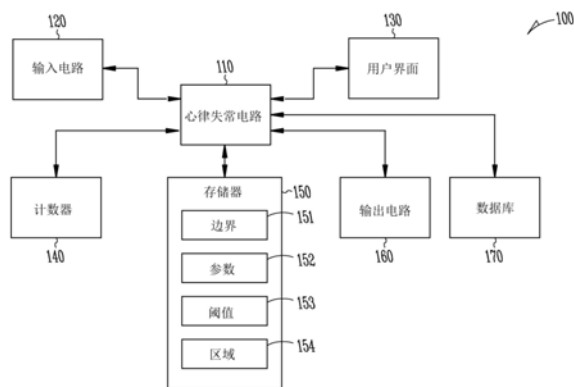 120
130
100
输入电路
110
用户界面
心律失常电路
计数器
存储器
150
输出电路
数据库
边界
151
140
160
170
参数
152
阈值
153
区域
154